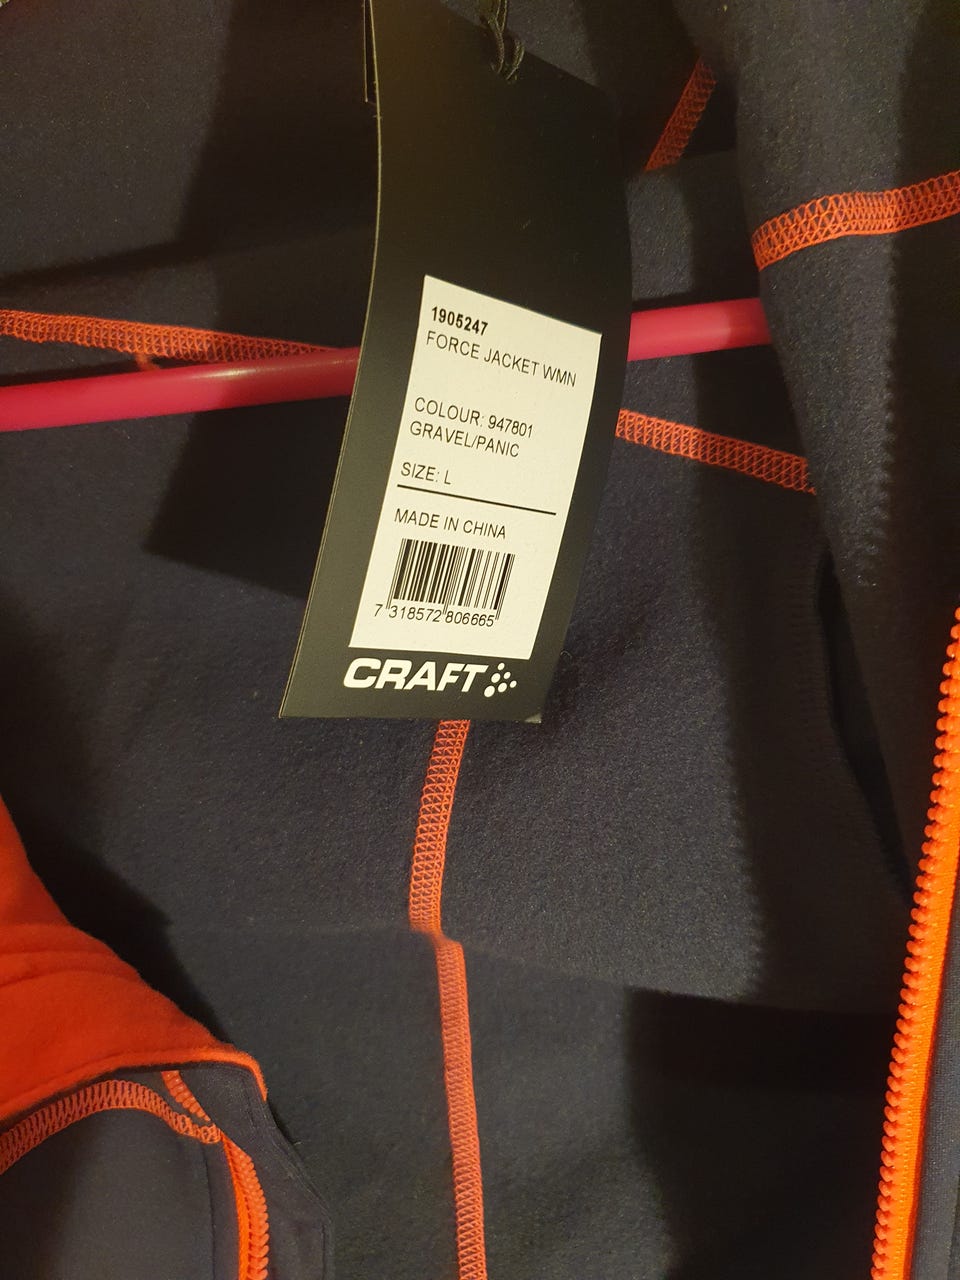 1905247
FORCE JACKET WMN
COLOUR: 947801
GRAVEL/PANIC
SIZE: L
MADE IN CHINA
7 318572 806665
CRAFT